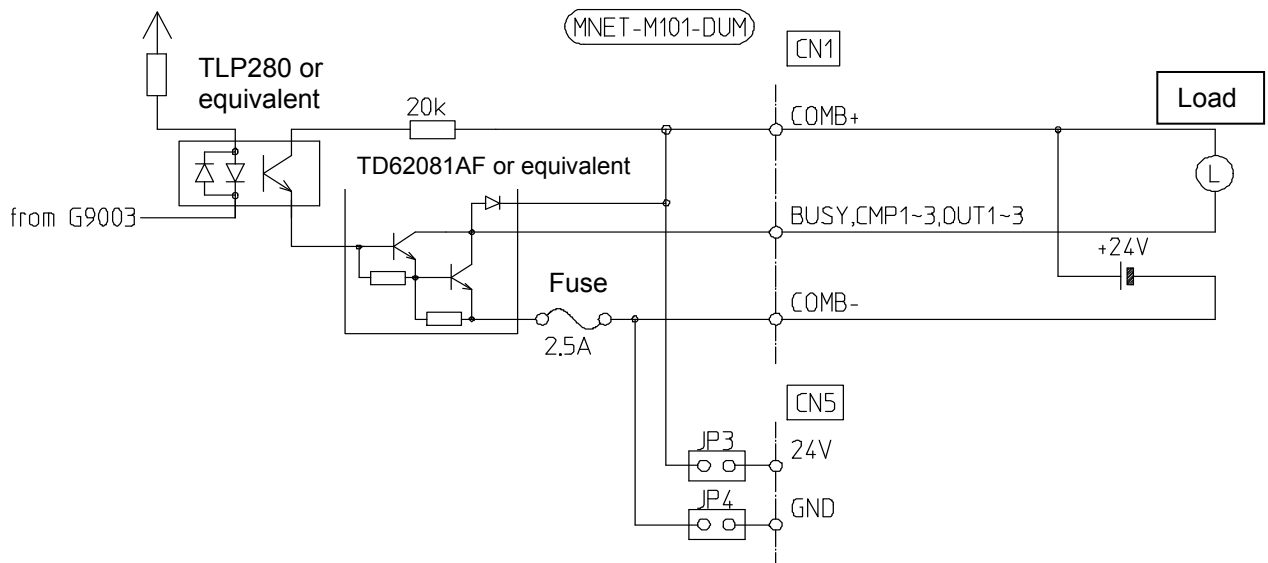 MNET-M101-DUM
CN1
TLP280 or
equivalent
Load
20k
COMB+
TD62081AF or equivalent
L
from G9003
BUSY,CMP1~3,OUT1~3
+24V
Fuse
COMB-
2.5A
CN5
JP3
24V
JP4
GND